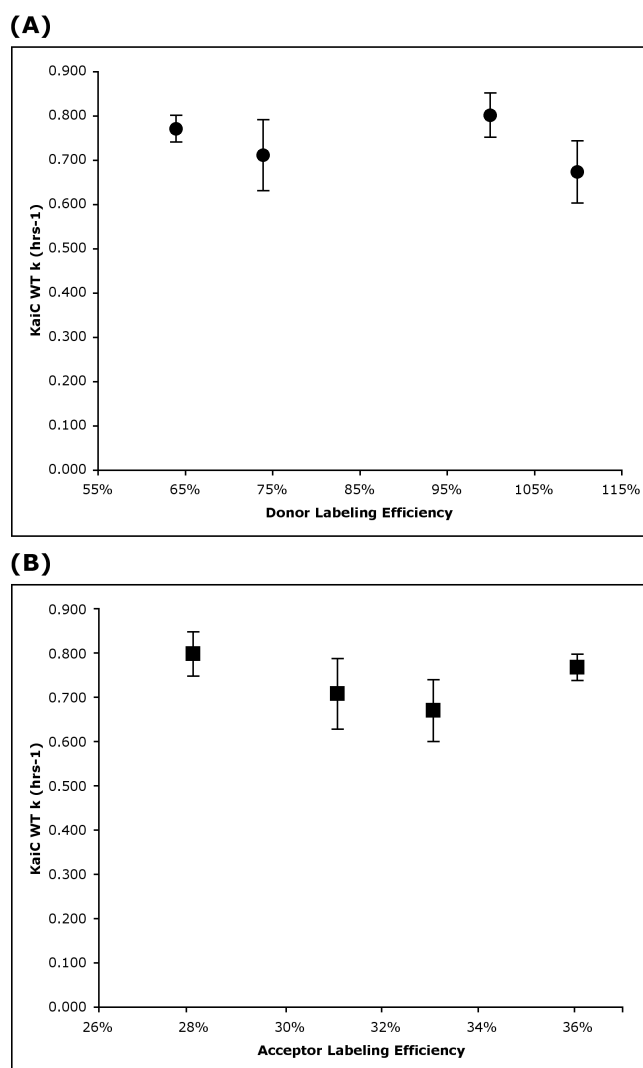 (A)
0.900
0.800
0.700
0.600
0.500
0.400
0.300
0.200
0.100
0.000
KaiC WT k (hrs-1)
55% 65% 75% 85% 95% 105% 115%
Donor Labeling Efficiency
(B)
0.900
0.800
0.700
0.600
0.500
0.400
0.300
0.200
0.100
0.000
KaiC WT k (hrs-1)
26% 28% 30% 32% 34% 36%
Acceptor Labeling Efficiency